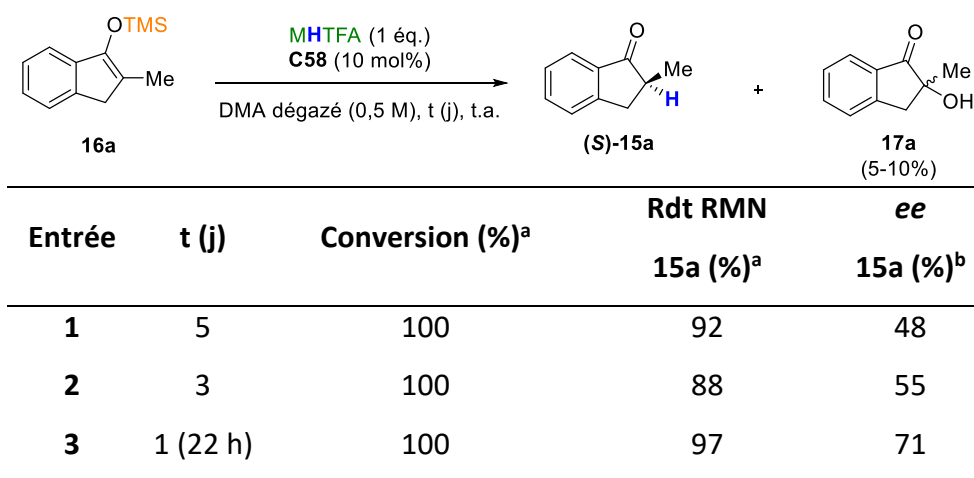 OTMS
Me
16a
MHTFA (1 éq.)
C58 (10 mol%)
DMA dégazé (0,5 M), t (j), t.a.
O
Me
H
(S)-15a
+
O
Me
OH
17a
(5-10%)
Entrée t (j) Conversion (%)ᵃ Rdt RMN 15a (%)ᵃ ee 15a (%)ᵇ
1 5 100 92 48
2 3 100 88 55
3 1 (22 h) 100 97 71